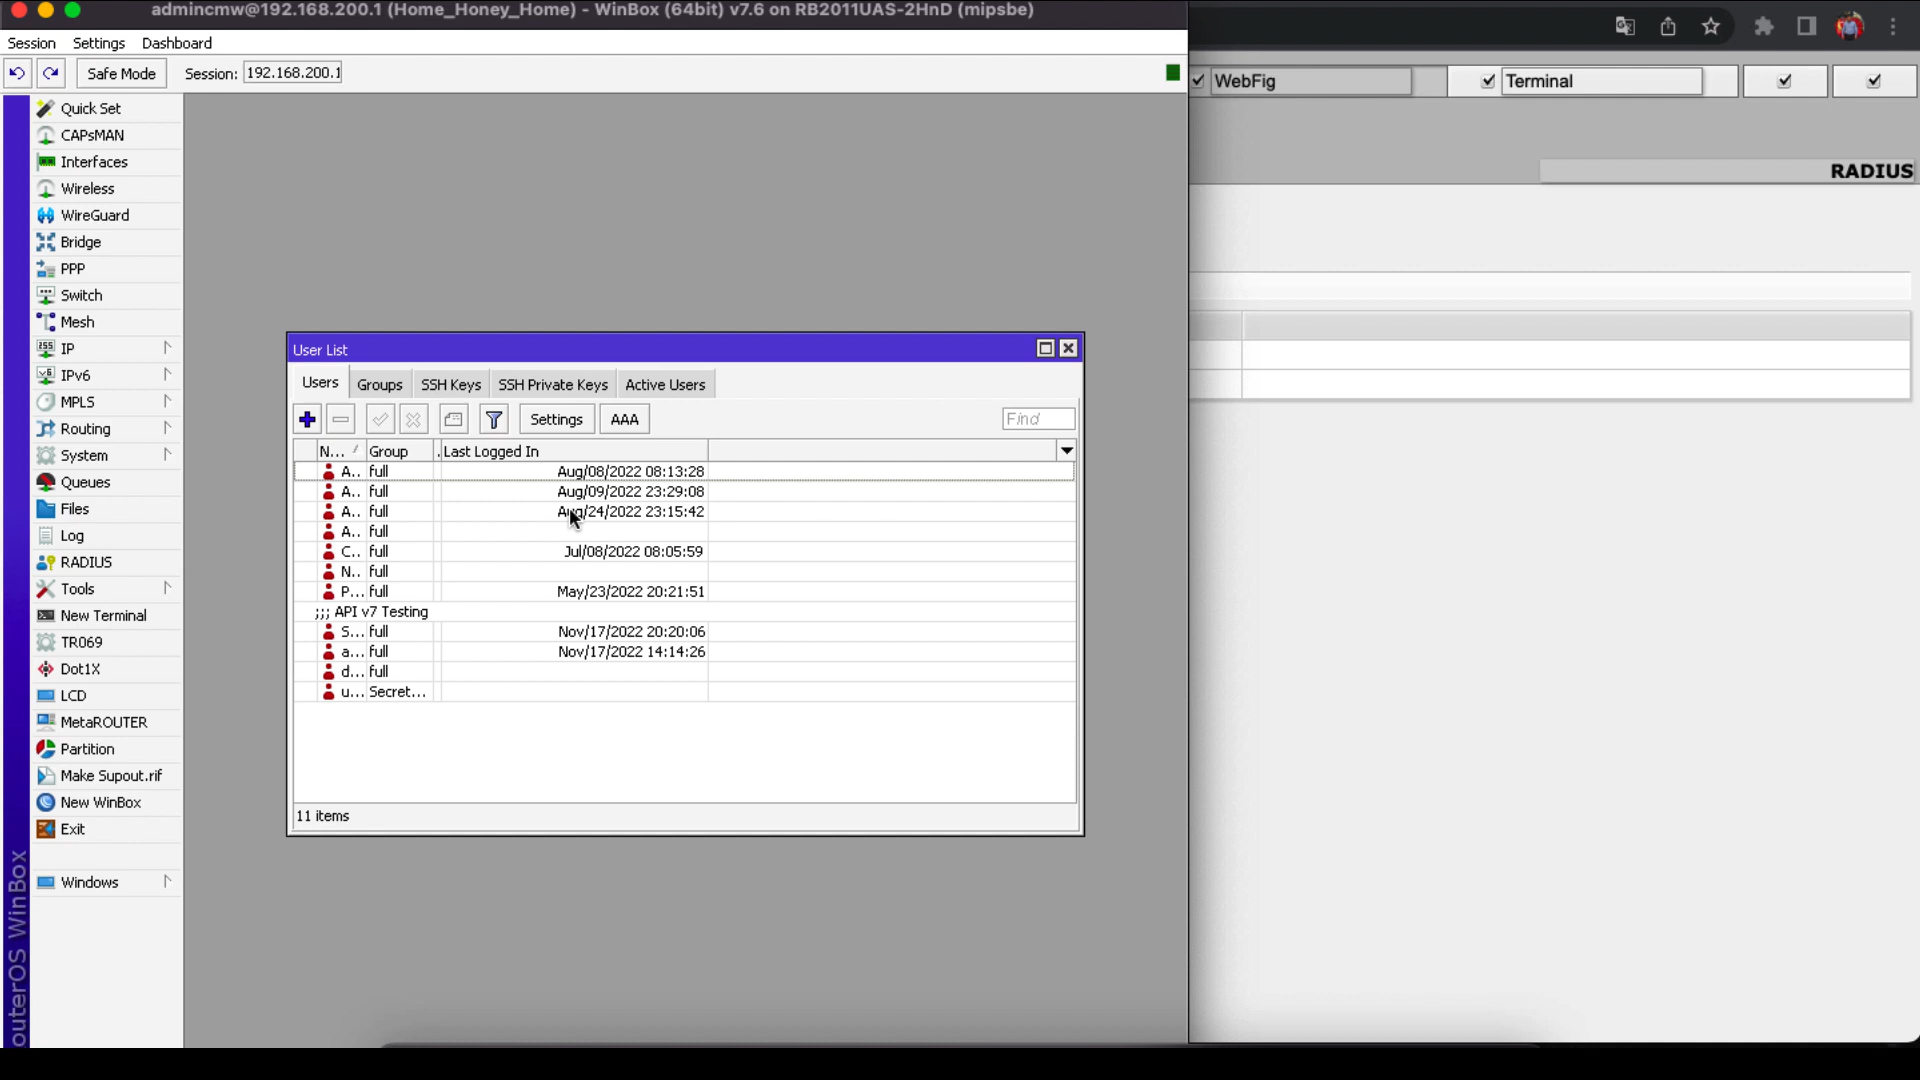 admincmw@192.168.200.1 (Home_Honey_Home) - WinBox (64bit) v7.6 on RB2011UAS-2HnD (mipsbe)
Session Settings Dashboard
Safe Mode Session: 192.168.200.1
WebFig Terminal
RADIUS
Quick Set
CAPsMAN
Interfaces
Wireless
WireGuard
Bridge
PPP
Switch
Mesh
IP
IPv6
MPLS
Routing
System
Queues
Files
Log
RADIUS
Tools
New Terminal
TR069
Dot1X
LCD
MetaROUTER
Partition
Make Supout.rif
New WinBox
Exit
Windows
outerOS WinBox
User List
Users Groups SSH Keys SSH Private Keys Active Users
Settings AAA Find
N... Group . Last Logged In
A.. full Aug/08/2022 08:13:28
A.. full Aug/09/2022 23:29:08
A.. full Aug/24/2022 23:15:42
A.. full
C.. full Jul/08/2022 08:05:59
N.. full
P... full May/23/2022 20:21:51
;;; API v7 Testing
S... full Nov/17/2022 20:20:06
a... full Nov/17/2022 14:14:26
d... full
u... Secret...
11 items